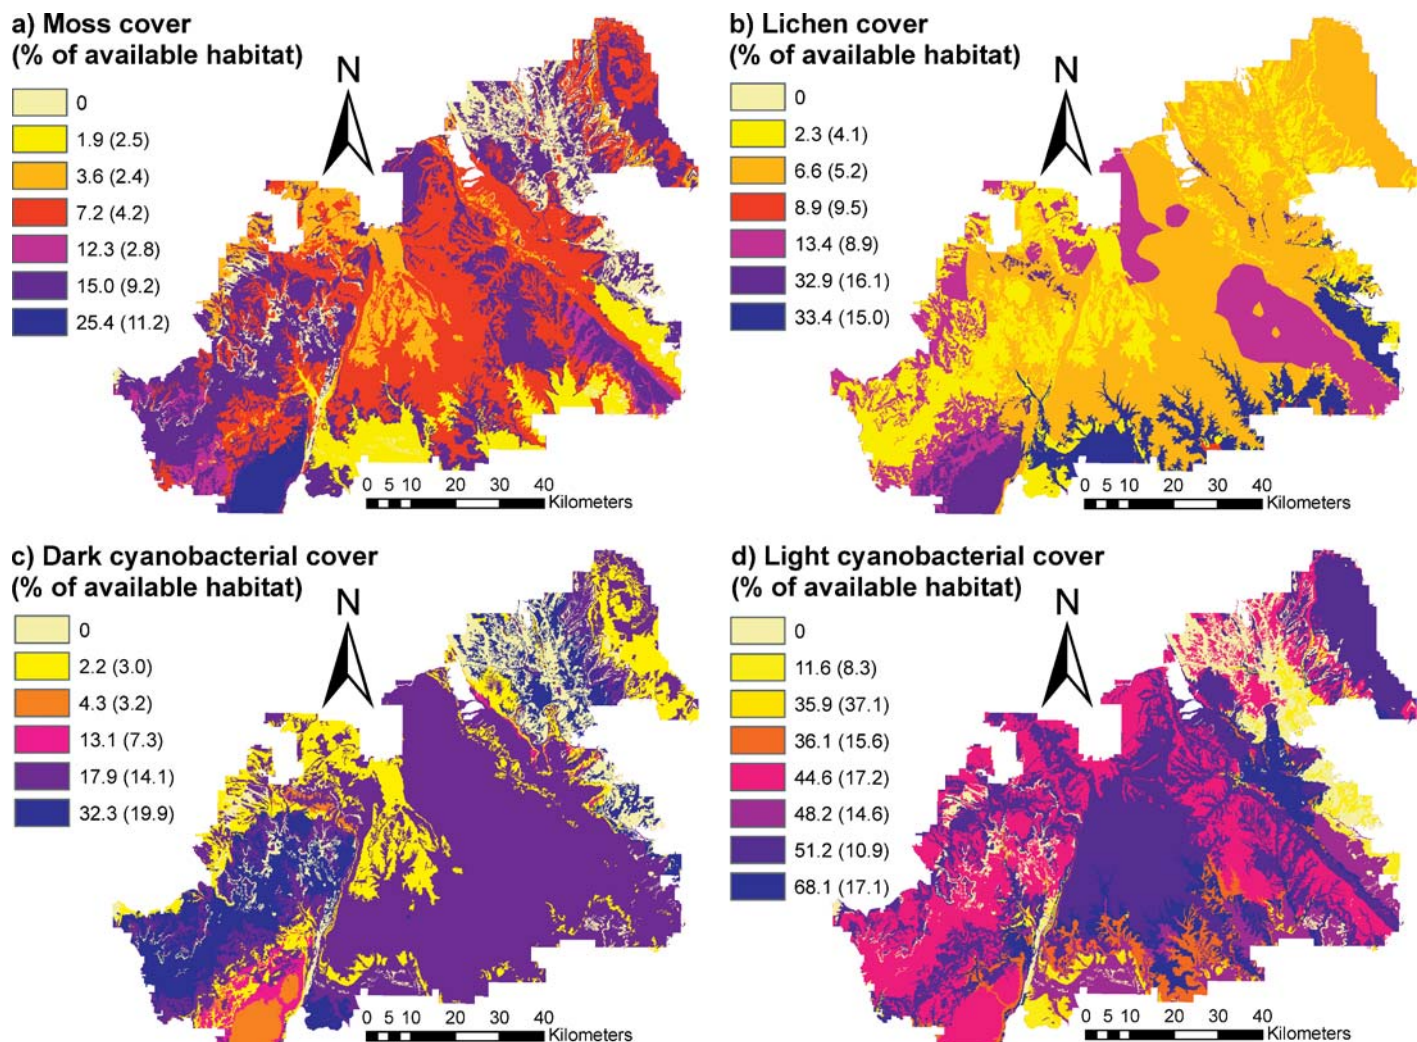 a) Moss cover
(% of available habitat)
N
0
1.9 (2.5)
3.6 (2.4)
7.2 (4.2)
12.3 (2.8)
15.0 (9.2)
25.4 (11.2)
0 5 10 20 30 40
Kilometers
b) Lichen cover
(% of available habitat)
N
0
2.3 (4.1)
6.6 (5.2)
8.9 (9.5)
13.4 (8.9)
32.9 (16.1)
33.4 (15.0)
0 5 10 20 30 40
Kilometers
c) Dark cyanobacterial cover
(% of available habitat)
N
0
2.2 (3.0)
4.3 (3.2)
13.1 (7.3)
17.9 (14.1)
32.3 (19.9)
0 5 10 20 30 40
Kilometers
d) Light cyanobacterial cover
(% of available habitat)
N
0
11.6 (8.3)
35.9 (37.1)
36.1 (15.6)
44.6 (17.2)
48.2 (14.6)
51.2 (10.9)
68.1 (17.1)
0 5 10 20 30 40
Kilometers